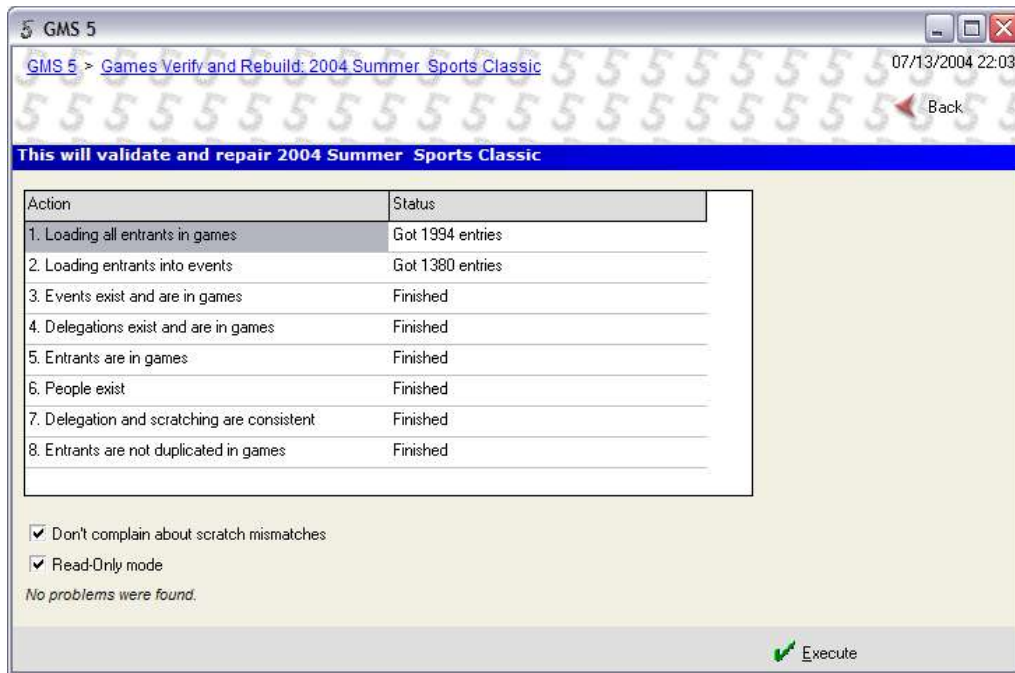 GMS 5
GMS 5 > Games Verify and Rebuild: 2004 Summer  Sports Classic
07/13/2004 22:03
Back
This will validate and repair 2004 Summer  Sports Classic
Action Status
1. Loading all entrants in games Got 1994 entries
2. Loading entrants into events Got 1380 entries
3. Events exist and are in games Finished
4. Delegations exist and are in games Finished
5. Entrants are in games Finished
6. People exist Finished
7. Delegation and scratching are consistent Finished
8. Entrants are not duplicated in games Finished
Don't complain about scratch mismatches
Read-Only mode
No problems were found.
Execute